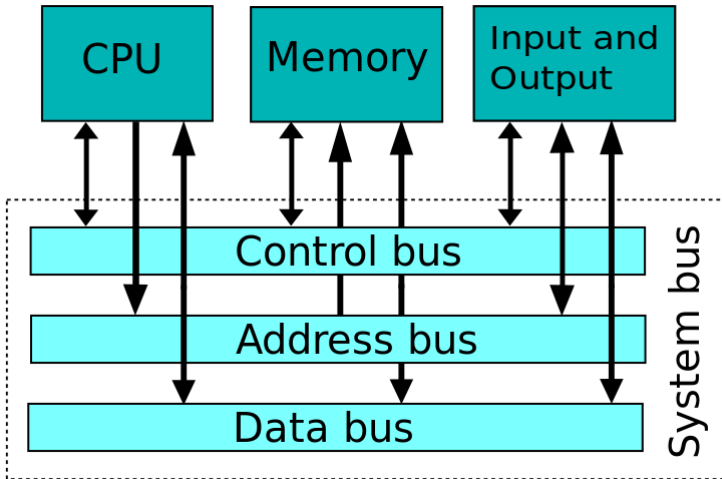 CPU
Memory
Input and
Output
Control bus
Address bus
Data bus
System bus